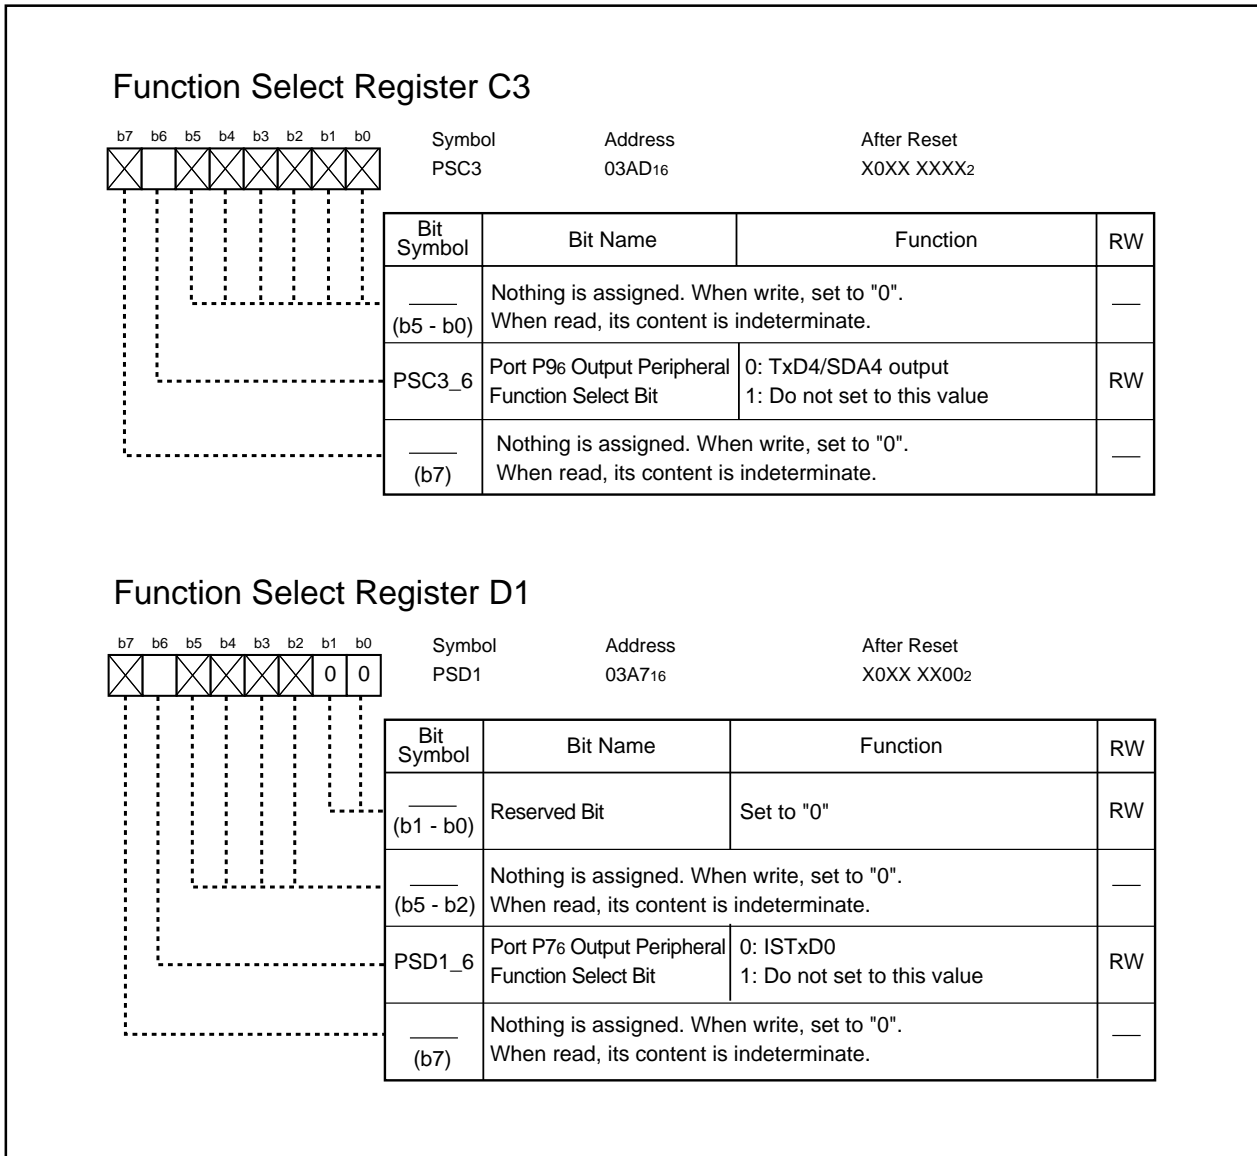 Function Select Register C3
b7 b6 b5 b4 b3 b2 b1 b0
Symbol Address After Reset
PSC3 03AD16 X0XX XXXX2
Bit Symbol Bit Name Function RW
(b5 - b0) Nothing is assigned. When write, set to "0".
When read, its content is indeterminate.
PSC3_6 Port P96 Output Peripheral Function Select Bit 0: TxD4/SDA4 output
1: Do not set to this value RW
(b7) Nothing is assigned. When write, set to "0".
When read, its content is indeterminate.
Function Select Register D1
b7 b6 b5 b4 b3 b2 b1 b0
0 0
Symbol Address After Reset
PSD1 03A716 X0XX XX002
Bit Symbol Bit Name Function RW
(b1 - b0) Reserved Bit Set to "0" RW
(b5 - b2) Nothing is assigned. When write, set to "0".
When read, its content is indeterminate.
PSD1_6 Port P76 Output Peripheral Function Select Bit 0: ISTxD0
1: Do not set to this value RW
(b7) Nothing is assigned. When write, set to "0".
When read, its content is indeterminate.